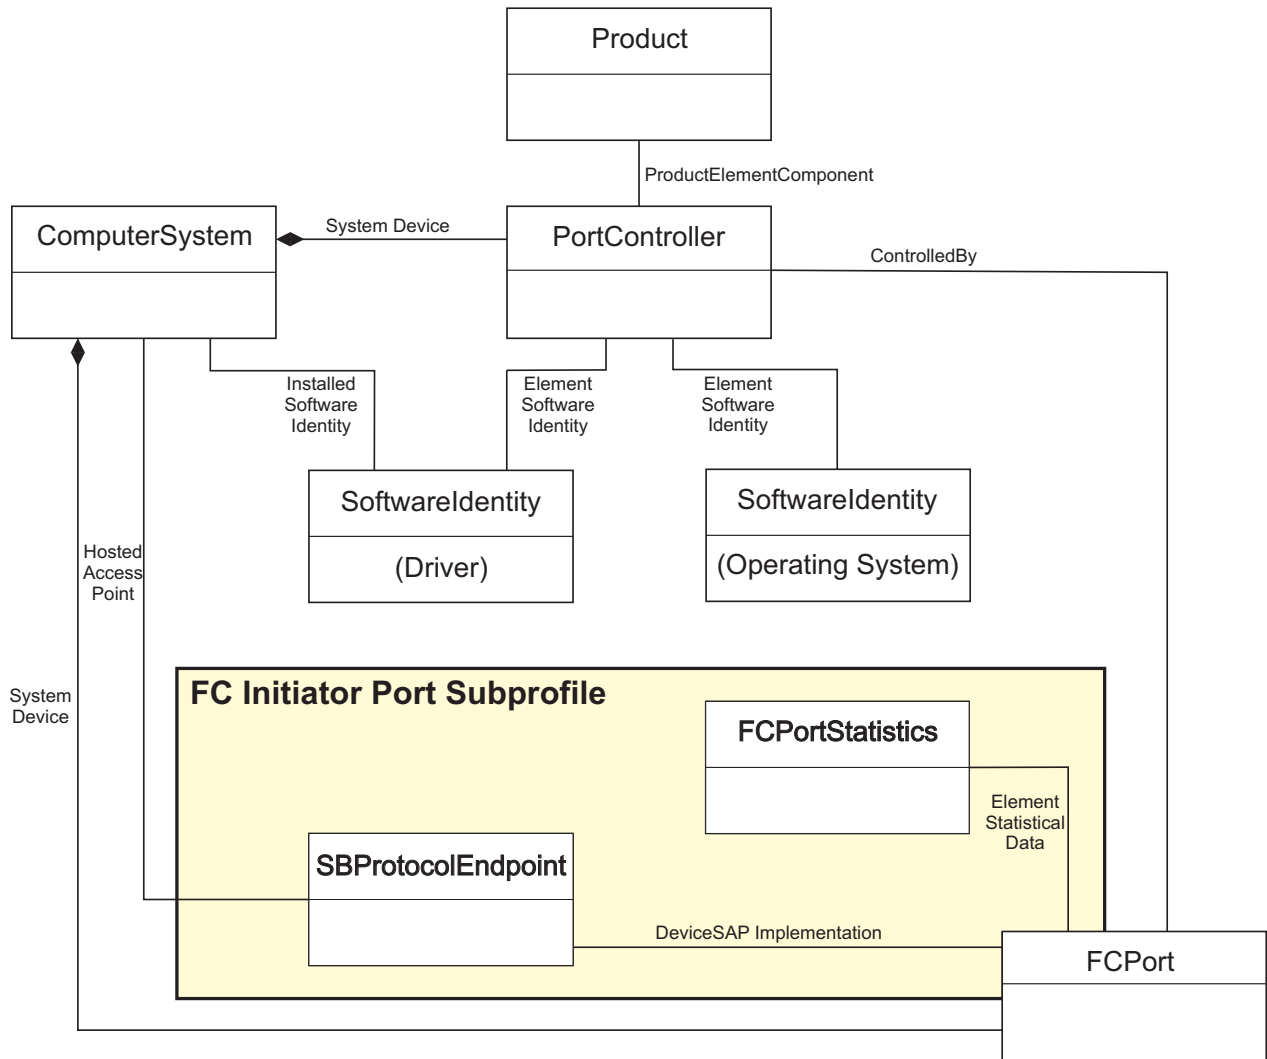 Product
ProductElementComponent
ComputerSystem
System Device
PortController
ControlledBy
Installed
Software
Identity
Element
Software
Identity
Element
Software
Identity
SoftwareIdentity
(Driver)
SoftwareIdentity
(Operating System)
Hosted
Access
Point
System
Device
FC Initiator Port Subprofile
FCPortStatistics
Element
Statistical
Data
SBProtocolEndpoint
DeviceSAP Implementation
FCPort